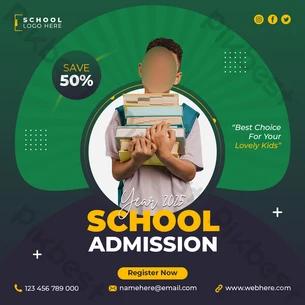 SCHOOL
LOGO HERE
SAVE
50%
"Best Choice
For Your
Lovely Kids"
Year 2025
SCHOOL
ADMISSION
Register Now
123 456 789 000
namehere@email.com
www.webhere.com